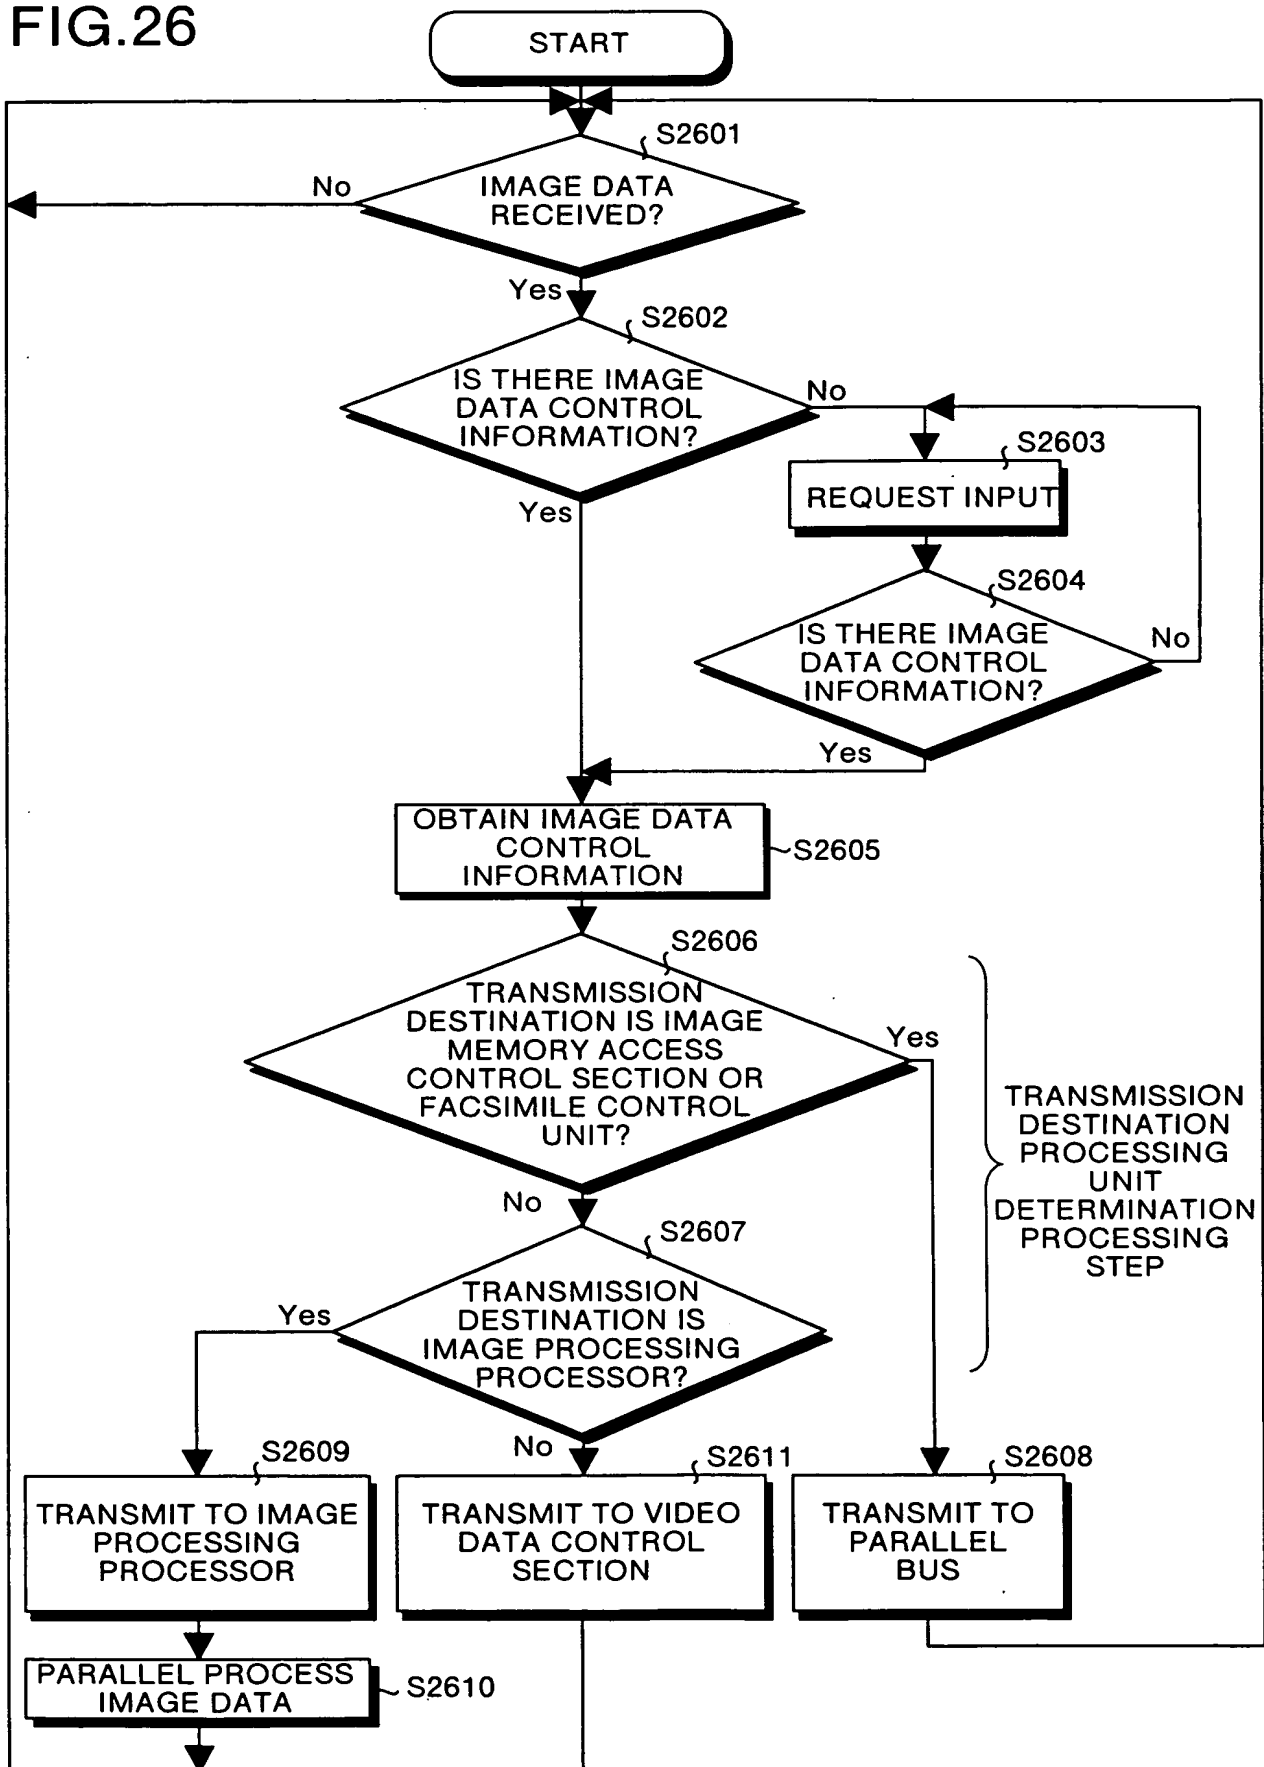 FIG.26
START
S2601
No
IMAGE DATA
RECEIVED?
Yes
S2602
IS THERE IMAGE
DATA CONTROL
INFORMATION?
No
S2603
REQUEST INPUT
Yes
S2604
IS THERE IMAGE
DATA CONTROL
INFORMATION?
No
Yes
OBTAIN IMAGE DATA
CONTROL
INFORMATION
S2605
S2606
TRANSMISSION
DESTINATION IS IMAGE
MEMORY ACCESS
CONTROL SECTION OR
FACSIMILE CONTROL
UNIT?
Yes
TRANSMISSION
DESTINATION
PROCESSING
UNIT
DETERMINATION
PROCESSING
STEP
No
S2607
TRANSMISSION
DESTINATION IS
IMAGE PROCESSING
PROCESSOR?
Yes
No
S2609
TRANSMIT TO IMAGE
PROCESSING
PROCESSOR
S2611
TRANSMIT TO VIDEO
DATA CONTROL
SECTION
S2608
TRANSMIT TO
PARALLEL
BUS
PARALLEL PROCESS
IMAGE DATA
S2610